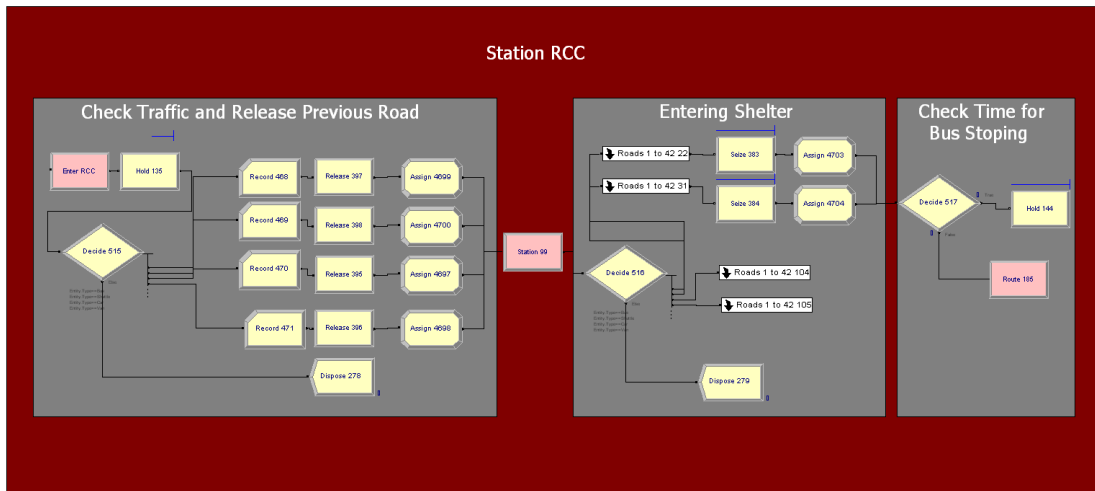 Station RCC
Check Traffic and Release Previous Road
Enter RCC
Hold 135
Record 468
Release 397
Assign 4699
Record 469
Release 398
Assign 4700
Decide 515
Record 470
Release 395
Assign 4697
Record 471
Release 396
Assign 4698
Dispose 278
Station 99
Entering Shelter
Roads 1 to 42 22
Seize 383
Assign 4703
Roads 1 to 42 31
Seize 384
Assign 4704
Decide 516
Roads 1 to 42 104
Roads 1 to 42 105
Dispose 279
Check Time for
Bus Stoping
Decide 517
Hold 144
Route 185